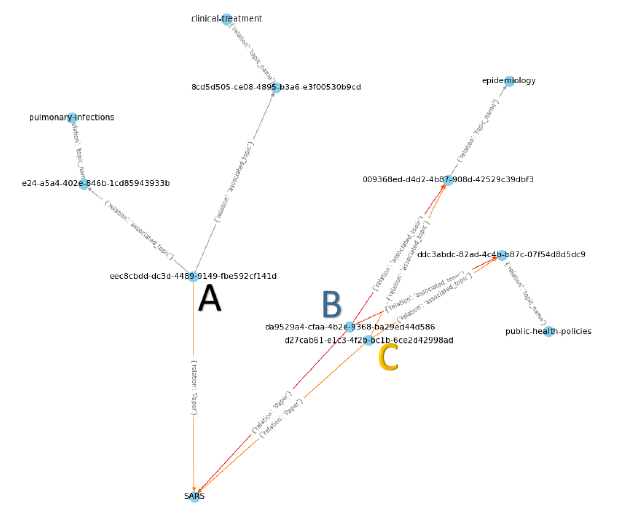 clinical-treatment
{'relation': 'topic_name'}
8cd5d505-ce08-4895-b3a6-e3f00530b9cd
epidemiology
{'relation': 'topic_name'}
pulmonary-infections
e24-a5a4-402e-846b-1cd85943933b
009368ed-d4d2-4b87-908d-42529c39dbf3
{'relation': 'associated_topic'}
{'relation': 'associated_topic'}
{'relation': 'associated_topic'}
{'relation': 'associated_topic'}
ddc3abdc-82ad-4c4b-b87c-07f54d8d5dc9
eec8cbdd-dc3d-4489-9149-fbe592cf141d
{'relation': 'associated_topic'}
{'relation': 'associated_topic'}
{'relation': 'topic_name'}
A
B
da9529a4-cfaa-4b2e-9368-ba29ed44d586
public-health-policies
d27cab61-e1c3-4f2b-bc1b-6ce2d42998ad
C
{'relation': 'Paper'}
{'relation': 'Paper'}
{'relation': 'Paper'}
SARS